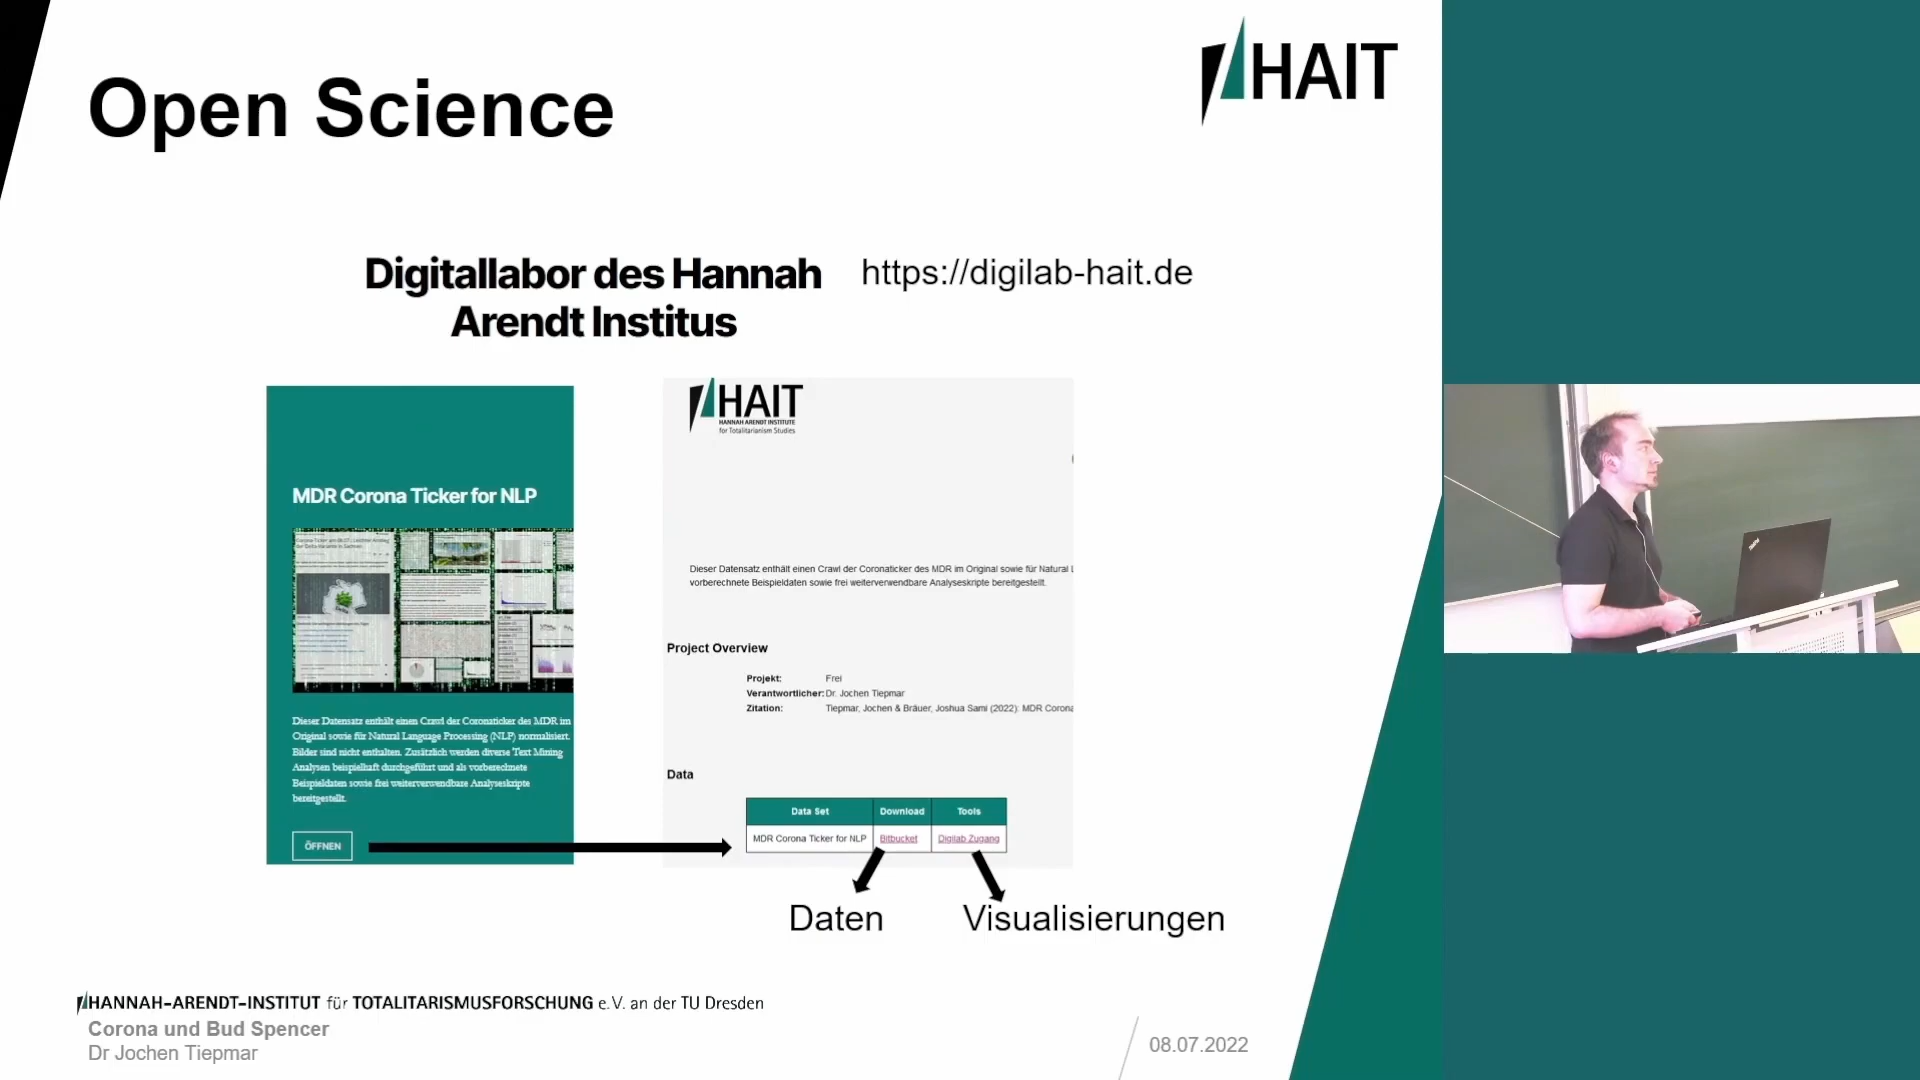 HAIT
Open Science
Digitallabor des Hannah
Arendt Institus
https://digilab-hait.de
MDR Corona Ticker for NLP
Dieser Datensatz enthält einen Crawl der Coronaticker des MDR im
Original sowie für Natural Language Processing (NLP) normalisiert.
Bilder sind nicht enthalten. Zusätzlich werden diverse Text Mining
Analysen beispielhaft durchgeführt und als vorberechnete
Beispieldaten sowie frei weiterverwendbare Analyseskripte
bereitgestellt.
ÖFFNEN
HAIT
HANNAH ARENDT INSTITUTE
for Totalitarianism Studies
Dieser Datensatz enthält einen Crawl der Coronaticker des MDR im Original sowie für Natural L
vorberechnete Beispieldaten sowie frei weiterverwendbare Analyseskripte bereitgestellt.
Project Overview
Projekt: Frei
Verantwortlicher: Dr. Jochen Tiepmar
Zitation: Tiepmar, Jochen & Bräuer, Joshua Sami (2022): MDR Corona
Data
Data Set Download Tools
MDR Corona Ticker for NLP Bitbucket Digilab Zugang
Daten Visualisierungen
HANNAH-ARENDT-INSTITUT für TOTALITARISMUSFORSCHUNG e.V. an der TU Dresden
Corona und Bud Spencer
Dr Jochen Tiepmar
08.07.2022